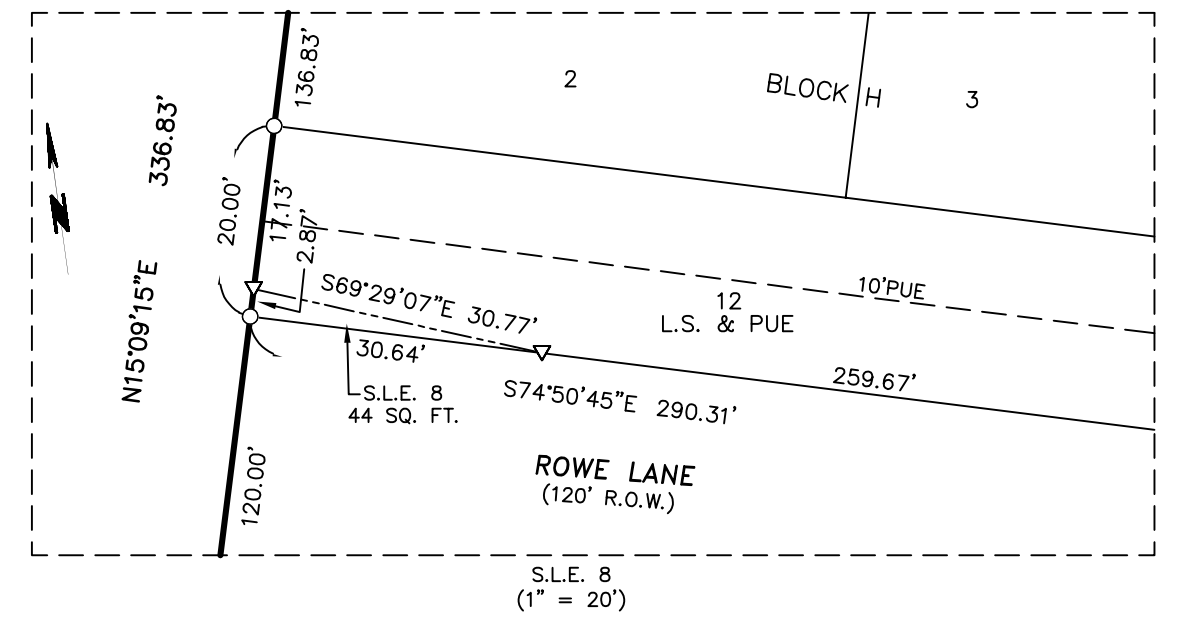 136.83'
2
BLOCK H
3
336.83'
20.00'
17.13'
2.87'
S69°29'07"E 30.77'
10'PUE
12
L.S. & PUE
N15°09'15"E
30.64'
259.67'
S.L.E. 8
44 SQ. FT.
S74°50'45"E 290.31'
120.00'
ROWE LANE
(120' R.O.W.)
N
S.L.E. 8
(1" = 20')